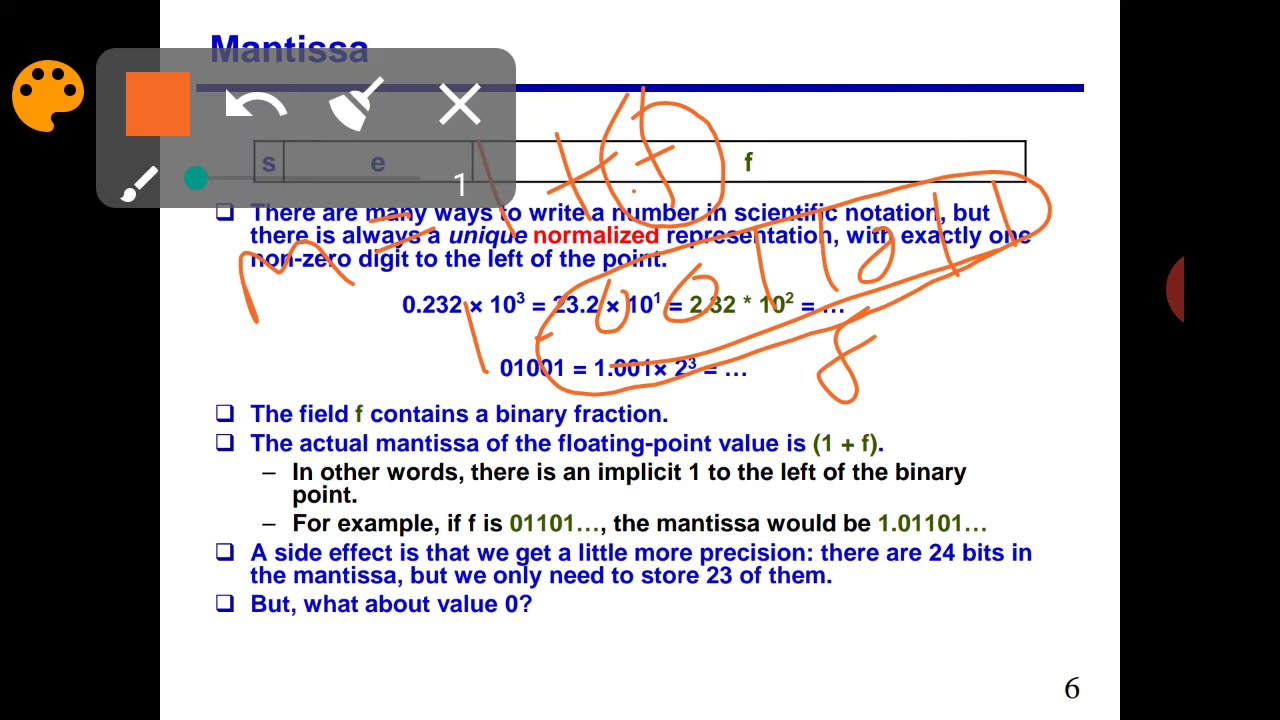 Mantissa
s e f
❑ There are many ways to write a number in scientific notation, but
there is always a unique normalized representation, with exactly one
non-zero digit to the left of the point.
0.232 × 10³ = 23.2 × 10¹ = 2.32 * 10² = …
01001 = 1.001× 2³ = …
❑ The field f contains a binary fraction.
❑ The actual mantissa of the floating-point value is (1 + f).
– In other words, there is an implicit 1 to the left of the binary
point.
– For example, if f is 01101…, the mantissa would be 1.01101…
❑ A side effect is that we get a little more precision: there are 24 bits in
the mantissa, but we only need to store 23 of them.
❑ But, what about value 0?
6
1
m = 1 + f
f